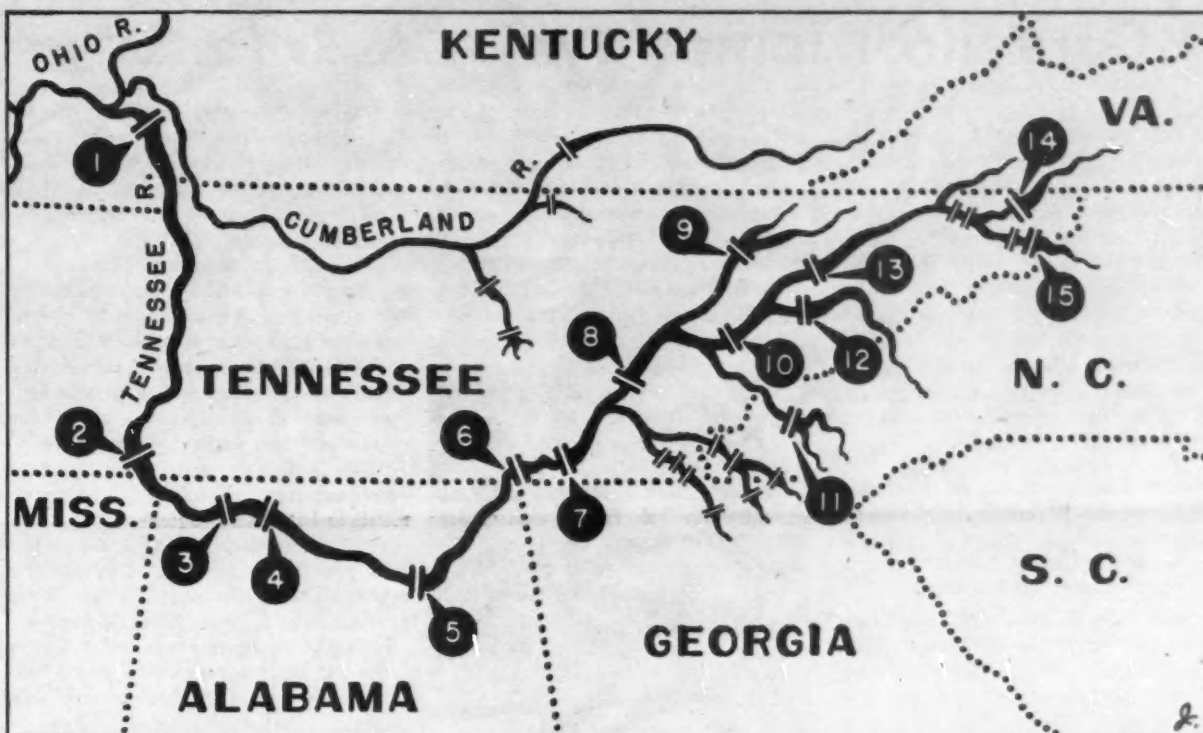 OHIO R.
KENTUCKY
VA.
1
14
R.
R.
CUMBERLAND
9
13
15
TENNESSEE
8
10
12
TENNESSEE
N. C.
2
6
7
11
MISS.
3
4
5
S. C.
GEORGIA
ALABAMA